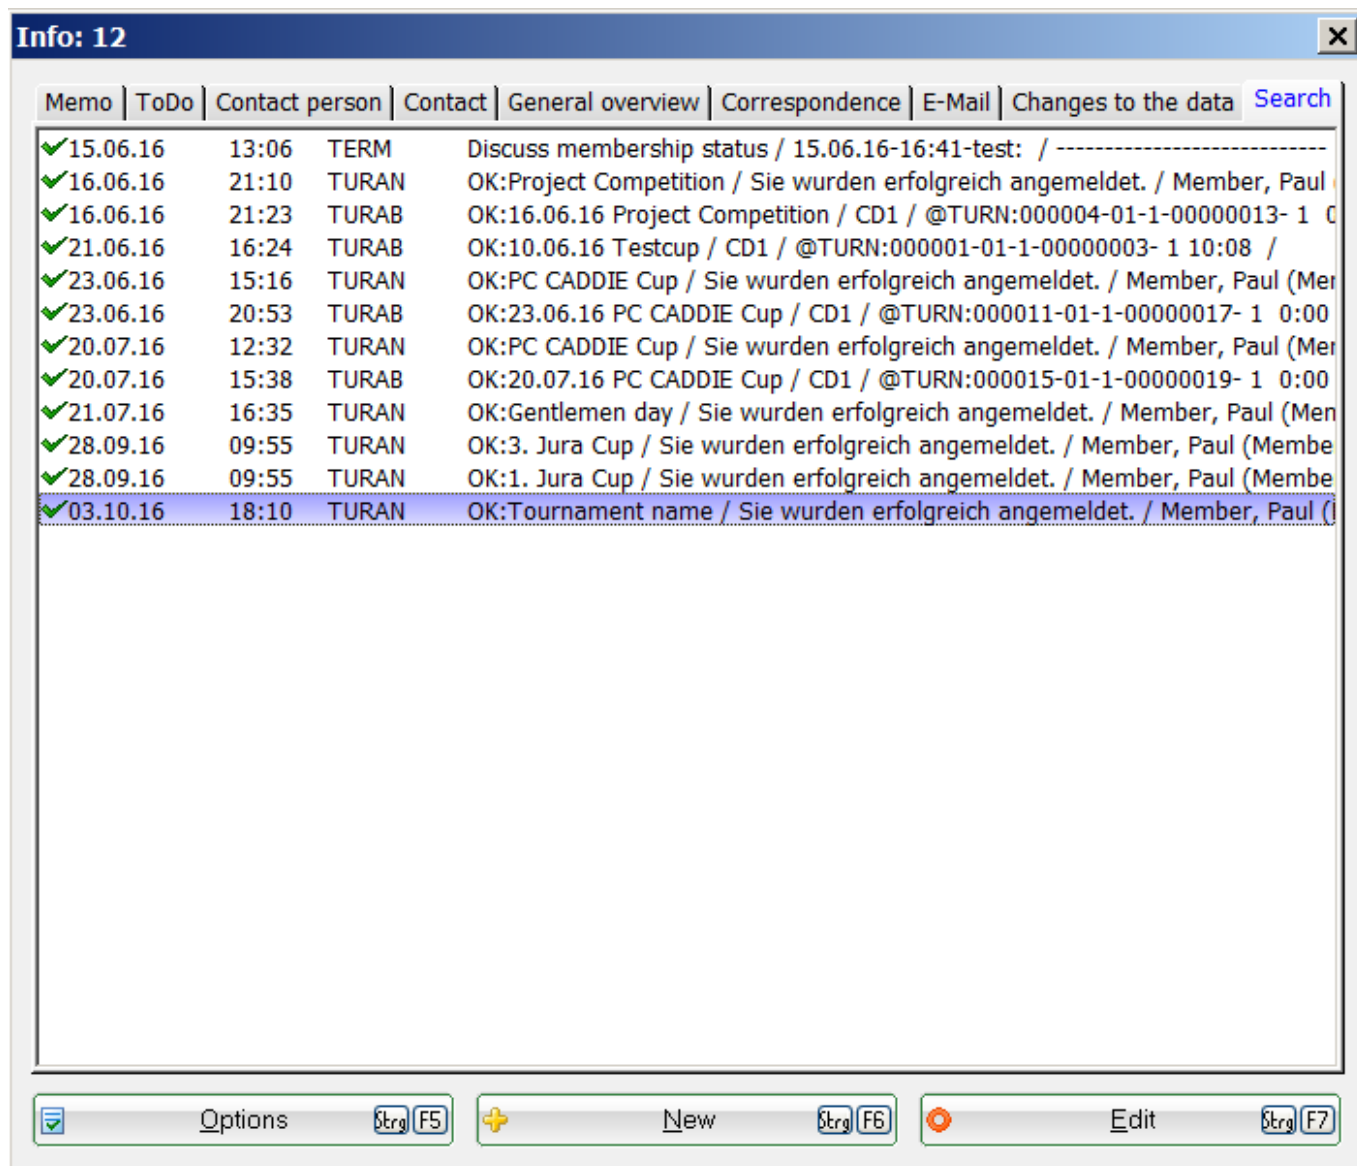 Info: 12
Memo ToDo Contact person Contact General overview Correspondence E-Mail Changes to the data Search
15.06.16 13:06 TERM Discuss membership status / 15.06.16-16:41-test: / ----------------------------
16.06.16 21:10 TURAN OK:Project Competition / Sie wurden erfolgreich angemeldet. / Member, Paul
16.06.16 21:23 TURAB OK:16.06.16 Project Competition / CD1 / @TURN:000004-01-1-00000013- 1
21.06.16 16:24 TURAB OK:10.06.16 Testcup / CD1 / @TURN:000001-01-1-00000003- 1 10:08 /
23.06.16 15:16 TURAN OK:PC CADDIE Cup / Sie wurden erfolgreich angemeldet. / Member, Paul (Mer
23.06.16 20:53 TURAB OK:23.06.16 PC CADDIE Cup / CD1 / @TURN:000011-01-1-00000017- 1 0:00
20.07.16 12:32 TURAN OK:PC CADDIE Cup / Sie wurden erfolgreich angemeldet. / Member, Paul (Mer
20.07.16 15:38 TURAB OK:20.07.16 PC CADDIE Cup / CD1 / @TURN:000015-01-1-00000019- 1 0:00
21.07.16 16:35 TURAN OK:Gentlemen day / Sie wurden erfolgreich angemeldet. / Member, Paul (Men
28.09.16 09:55 TURAN OK:3. Jura Cup / Sie wurden erfolgreich angemeldet. / Member, Paul (Membe
28.09.16 09:55 TURAN OK:1. Jura Cup / Sie wurden erfolgreich angemeldet. / Member, Paul (Membe
03.10.16 18:10 TURAN OK:Tournament name / Sie wurden erfolgreich angemeldet. / Member, Paul (
Options Strg F5 New Strg F6 Edit Strg F7